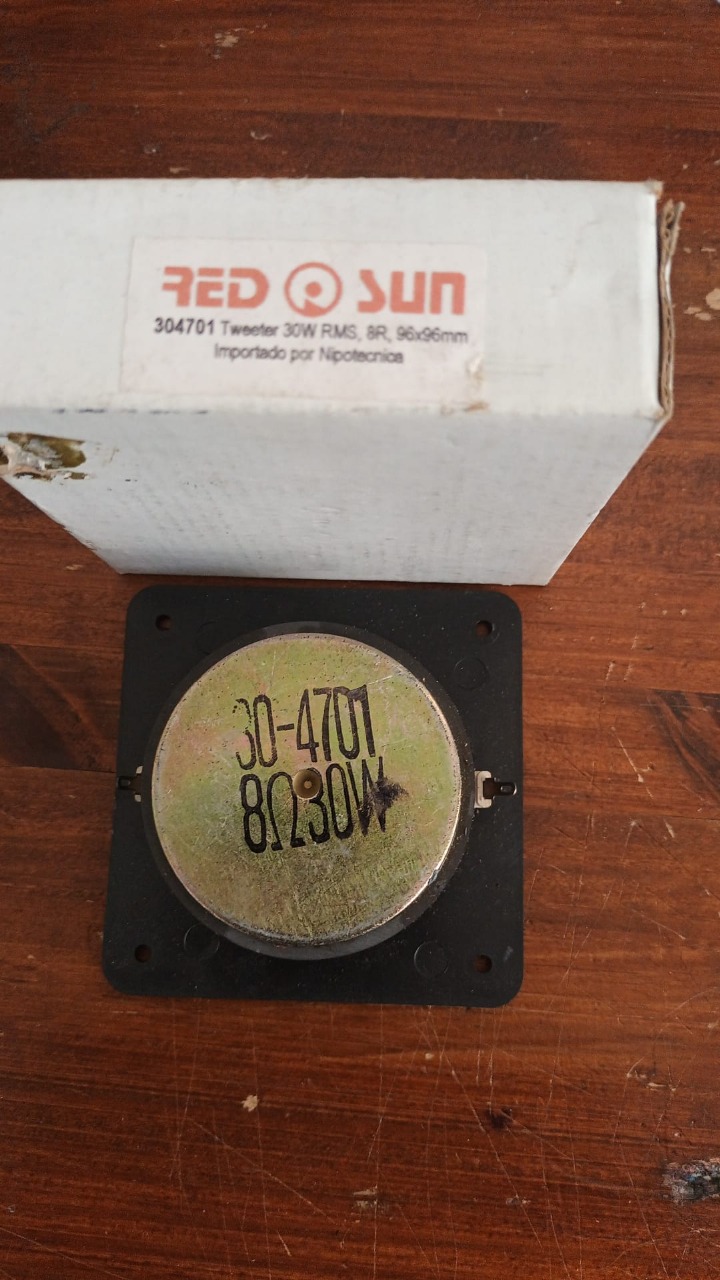 RED SUN
304701 Tweeter 30W RMS, 8R, 96x96mm
Importado por Nipotecnica
30-4701
8Ω30W